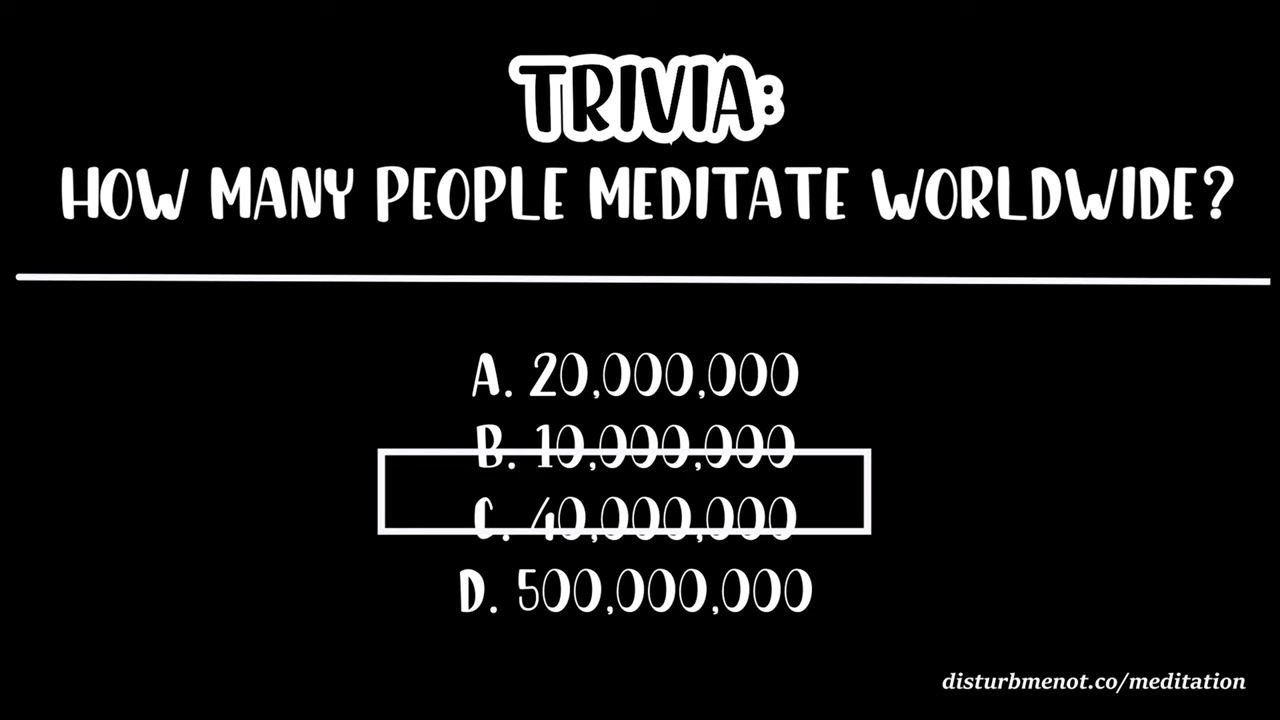 TRIVIA:
HOW MANY PEOPLE MEDITATE WORLDWIDE?
A. 20,000,000
B. 10,000,000
C. 40,000,000
D. 500,000,000
disturbmenot.co/meditation